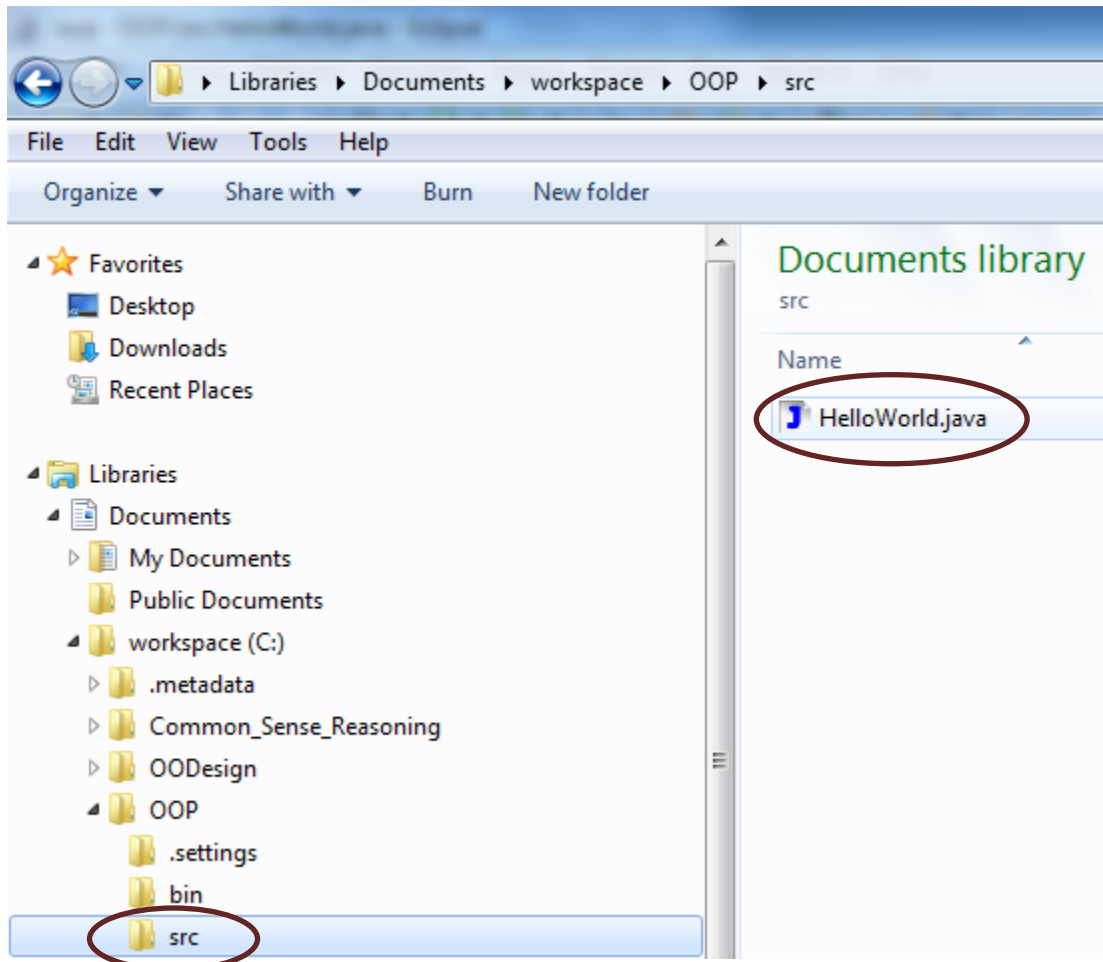 Libraries Documents workspace OOP src
File Edit View Tools Help
Organize Share with Burn New folder
Favorites
Desktop
Downloads
Recent Places
Libraries
Documents
My Documents
Public Documents
workspace (C:)
.metadata
Common_Sense_Reasoning
OODesign
OOP
.settings
bin
src
Documents library
src
Name
HelloWorld.java